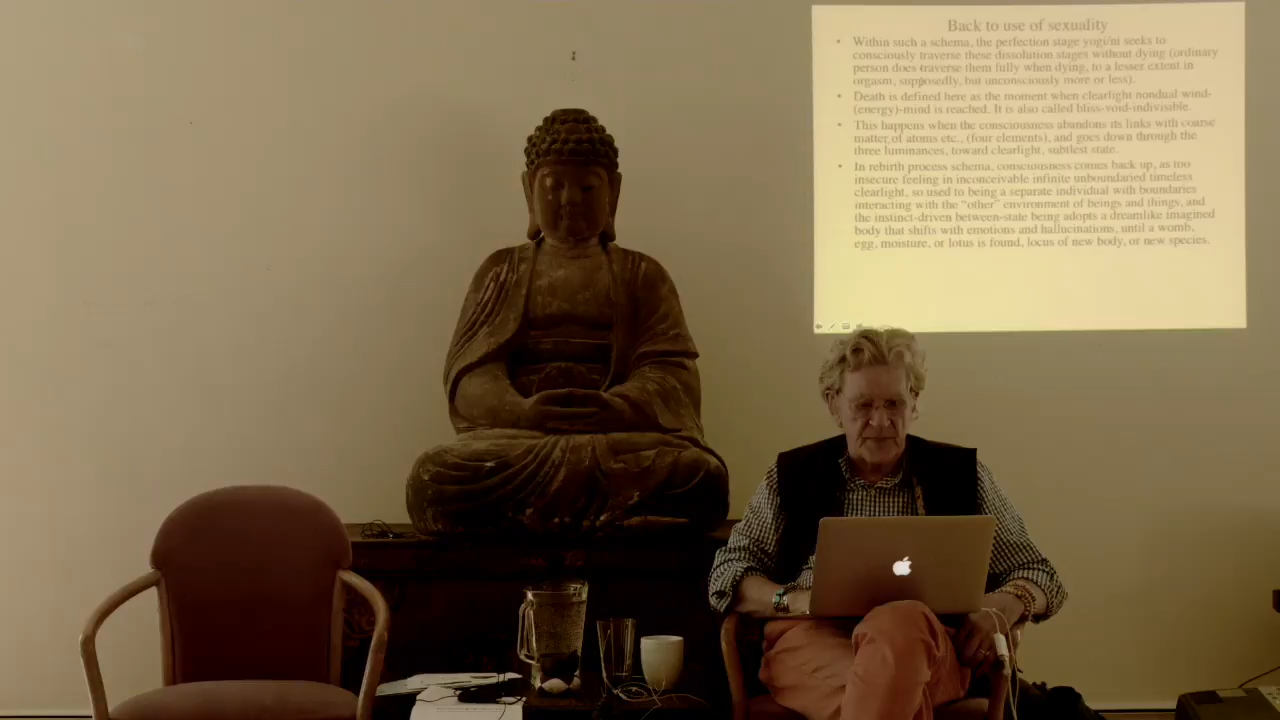 Back to use of sexuality
• Within such a schema, the perfection stage yogi/ni seeks to
consciously traverse these dissolution stages without dying (ordinary
person does traverse them fully when dying, to a lesser extent in
orgasm, supposedly, but unconsciously more or less).
• Death is defined here as the moment when clearlight nondual wind-
(energy)-mind is reached. It is also called bliss-void-indivisible.
• This happens when the consciousness abandons its links with coarse
matter of atoms etc., (four elements), and goes down through the
three luminances, toward clearlight, subtlest state.
• In rebirth process schema, consciousness comes back up, as too
insecure feeling in inconceivable infinite unboundaried timeless
clearlight, so used to being a separate individual with boundaries
interacting with the “other” environment of beings and things, and
the instinct-driven between-state being adopts a dreamlike imagined
body that shifts with emotions and hallucinations, until a womb,
egg, moisture, or lotus is found, locus of new body, or new species.